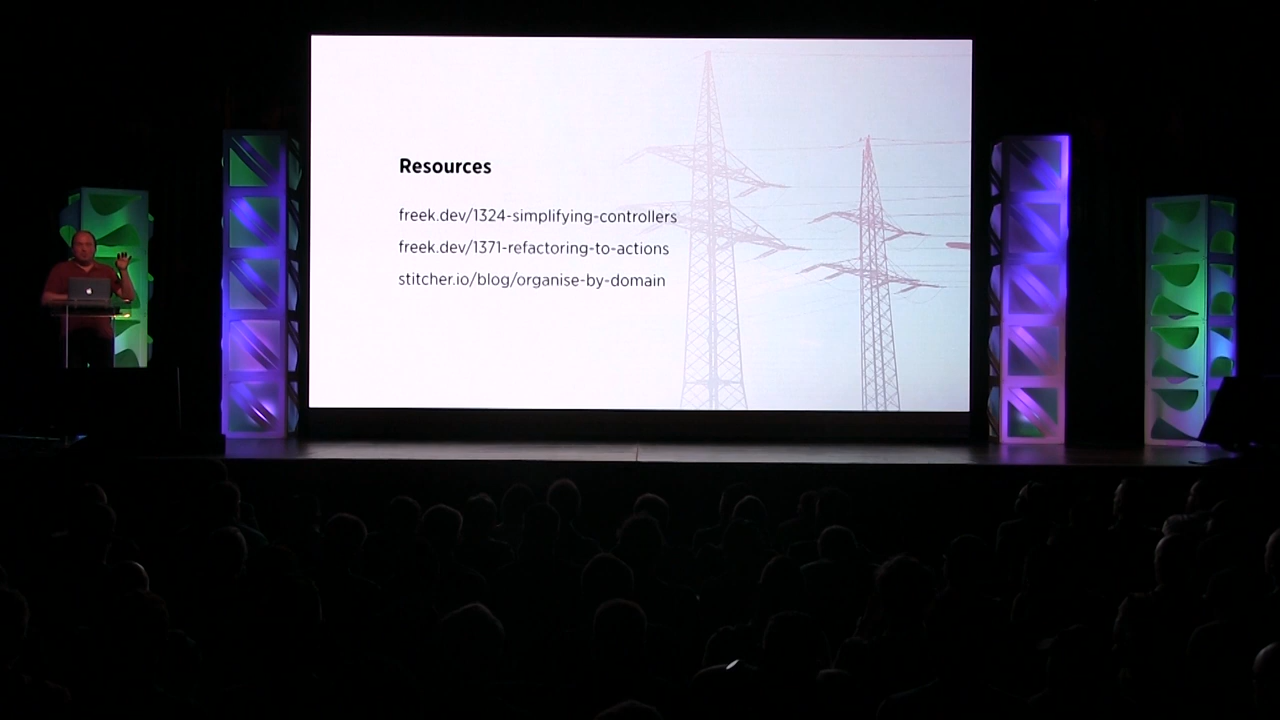 Resources
freek.dev/1324-simplifying-controllers
freek.dev/1371-refactoring-to-actions
stitcher.io/blog/organise-by-domain